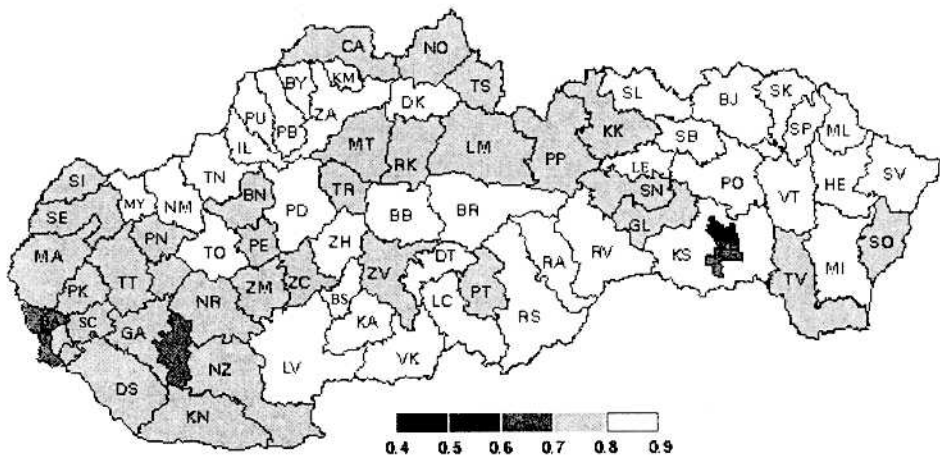 CA
NO
TS
KM
BY
PU
PB
ZA
IL
DK
SL
BJ
SK
SP
ML
KK
SB
MT
RK
LM
PP
LE
SN
PO
VT
HE
SV
SI
TN
BN
TR
MY
NM
PD
BB
BR
SE
GL
SO
MA
PN
TO
PE
ZH
RV
KS
MI
TV
DT
RA
PK
TT
NR
ZM
ZC
ZV
BS
LC
PT
SC
GA
KA
RS
DS
NZ
LV
VK
KN
0.4 0.5 0.6 0.7 0.8 0.9